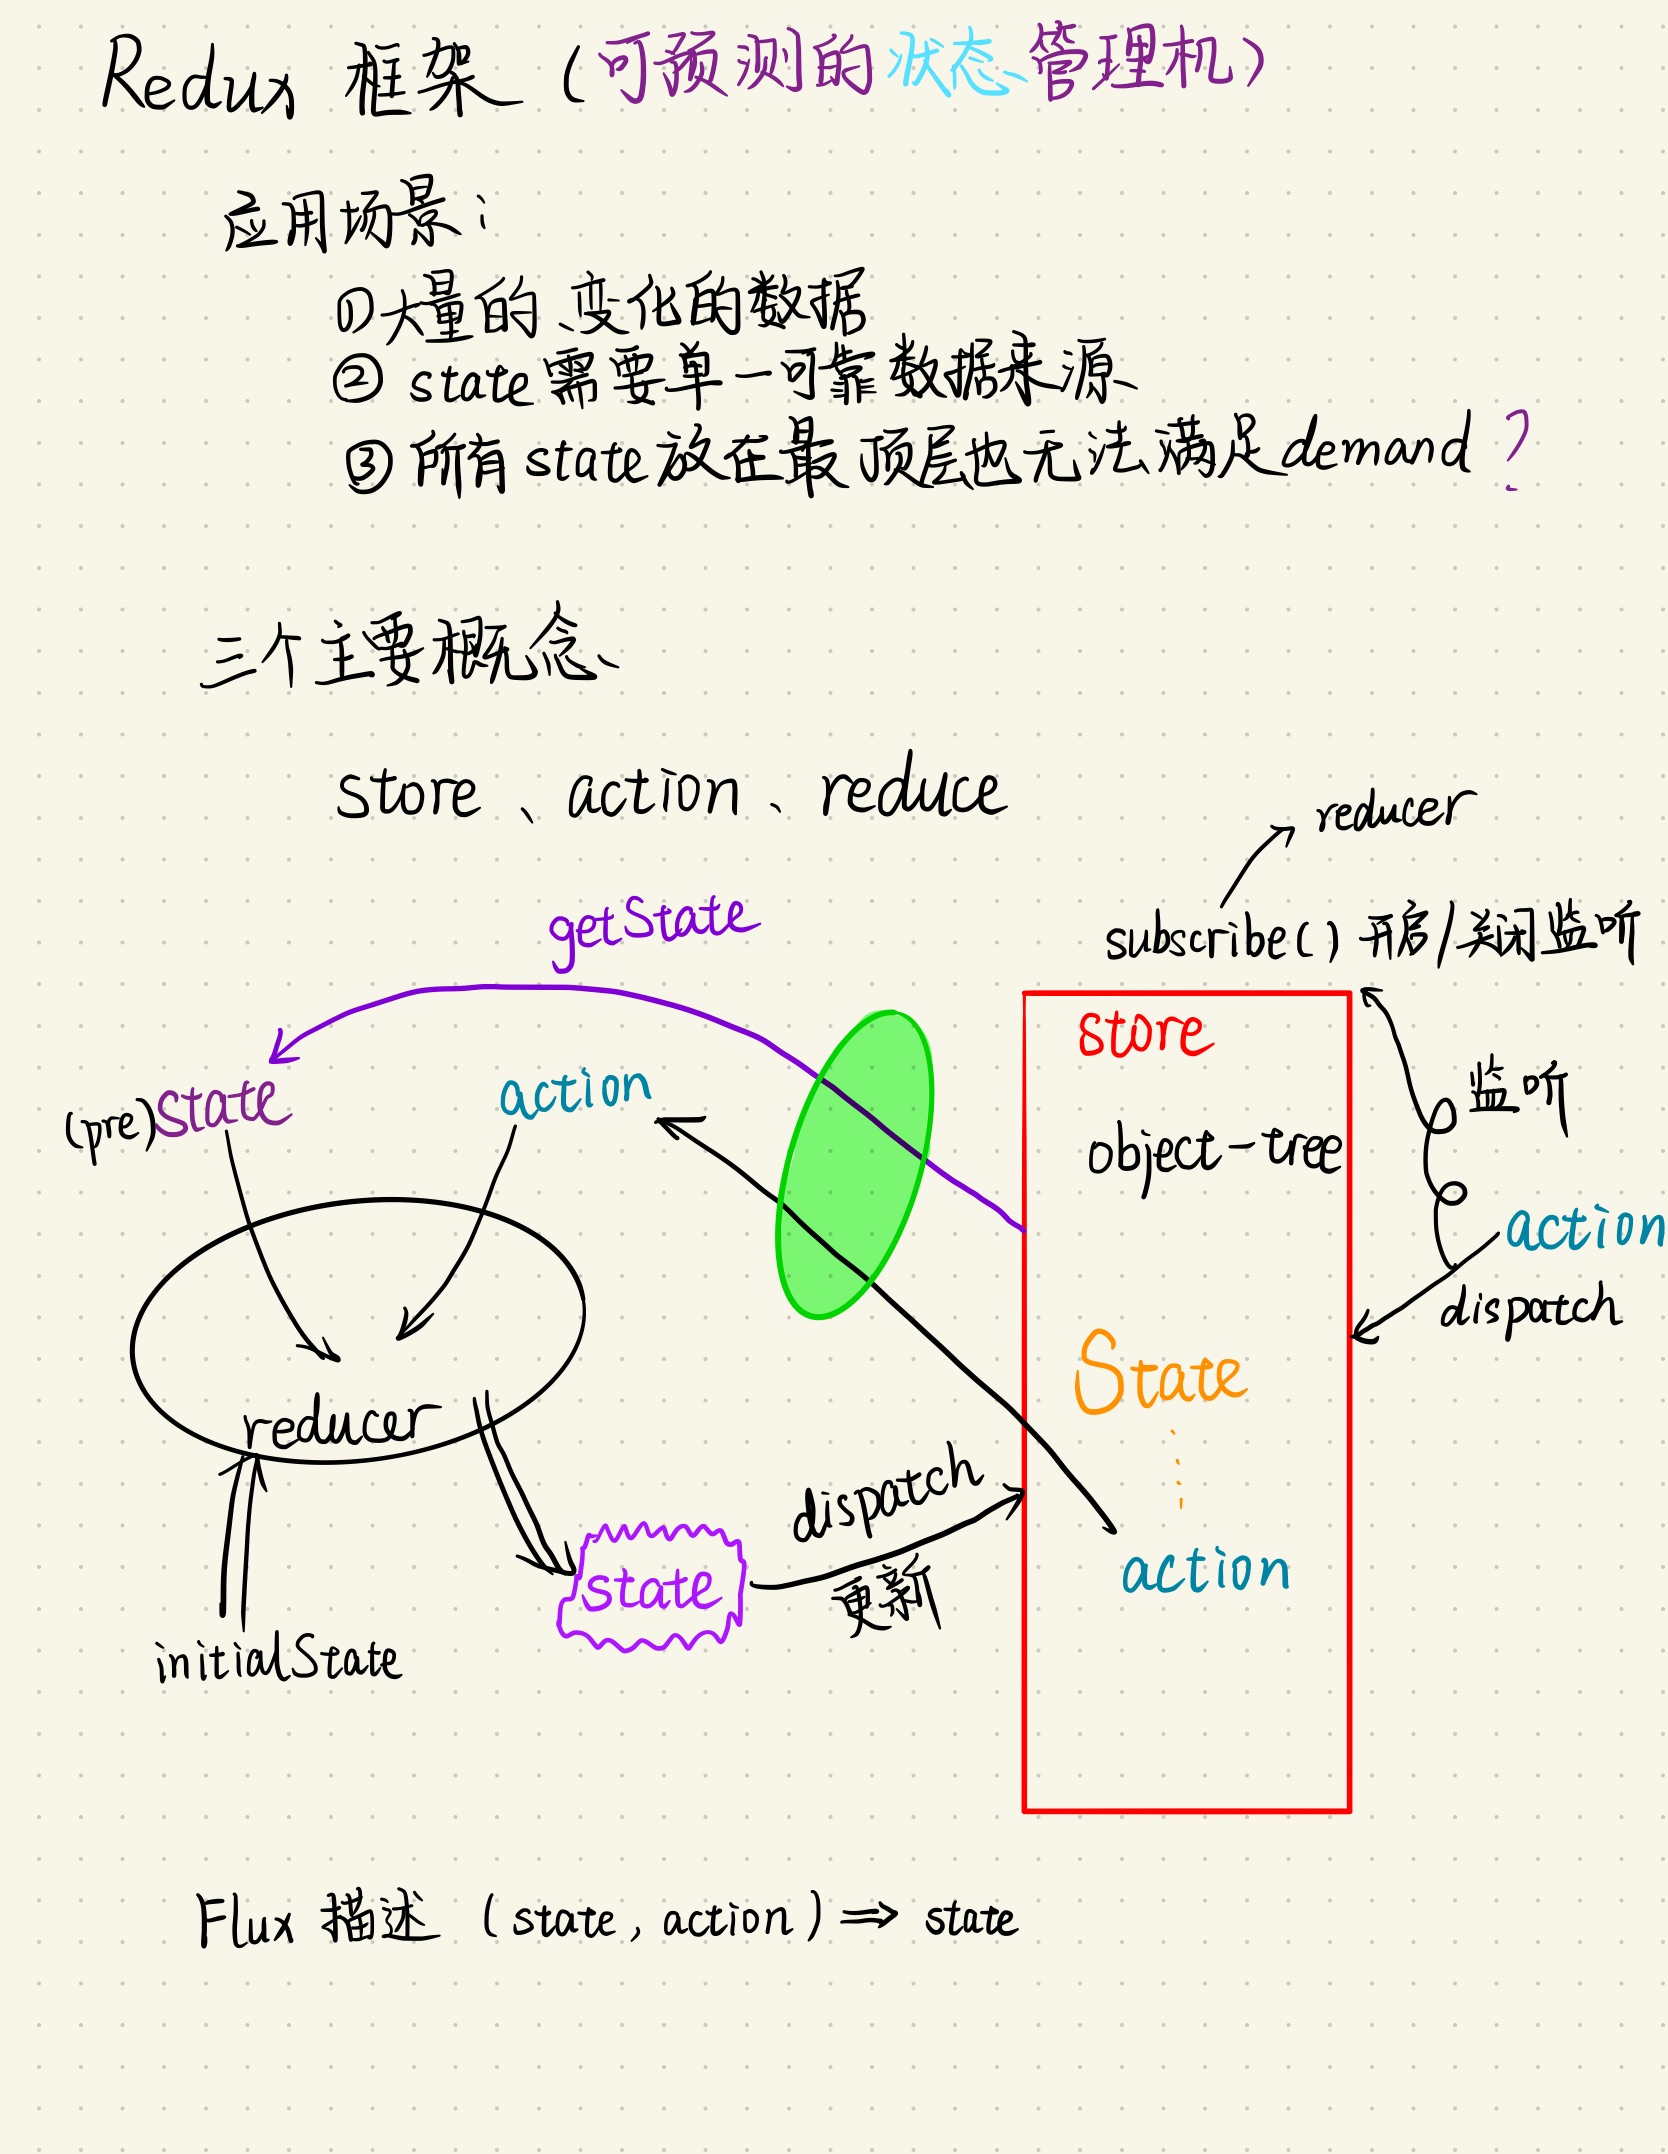 Redux 框架 (可预测的状态管理机)
应用场景:
①大量的、变化的数据
② state需要单一可靠数据来源
③ 所有state放在最顶层也无法满足demand?
三个主要概念
store、action、reduce
reducer
getState
subscribe() 开启/关闭监听
store
监听
(pre)state
action
object-tree
action
dispatch
State
reducer
dispatch
action
state
更新
initialState
Flux 描述 (state, action) => state